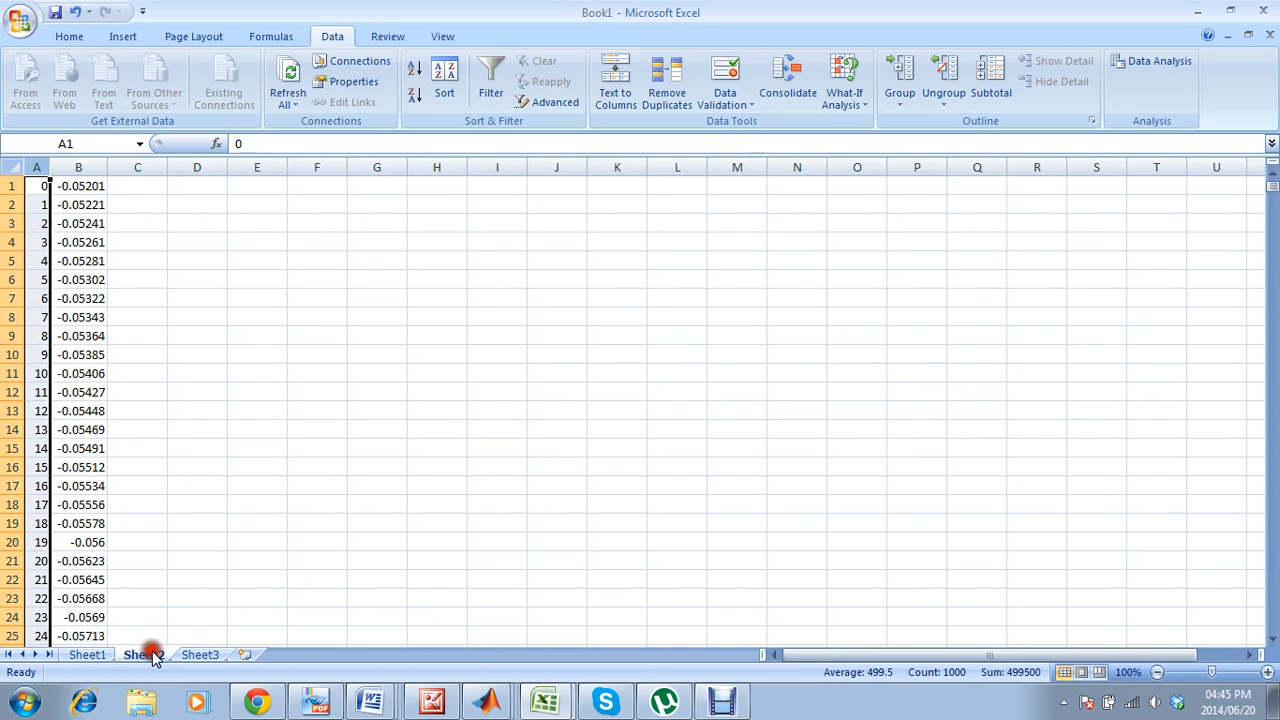 Book1 - Microsoft Excel
Home Insert Page Layout Formulas Data Review View
From Access
From Web
From Text
From Other Sources
Existing Connections
Get External Data
Refresh All
Connections
Properties
Edit Links
Connections
Sort
Filter
Clear
Reapply
Advanced
Sort & Filter
Text to Columns
Remove Duplicates
Data Validation
Consolidate
What-If Analysis
Data Tools
Group
Ungroup
Subtotal
Show Detail
Hide Detail
Outline
Data Analysis
Analysis
A1 fx 0
A B C D E F G H I J K L M N O P Q R S T U
1 0 -0.05201
2 1 -0.05221
3 2 -0.05241
4 3 -0.05261
5 4 -0.05281
6 5 -0.05302
7 6 -0.05322
8 7 -0.05343
9 8 -0.05364
10 9 -0.05385
11 10 -0.05406
12 11 -0.05427
13 12 -0.05448
14 13 -0.05469
15 14 -0.05491
16 15 -0.05512
17 16 -0.05534
18 17 -0.05556
19 18 -0.05578
20 19 -0.056
21 20 -0.05623
22 21 -0.05645
23 22 -0.05668
24 23 -0.0569
25 24 -0.05713
Sheet1 Sheet2 Sheet3
Ready Average: 499.5 Count: 1000 Sum: 499500 100%
PDF
04:45 PM
2014/06/20